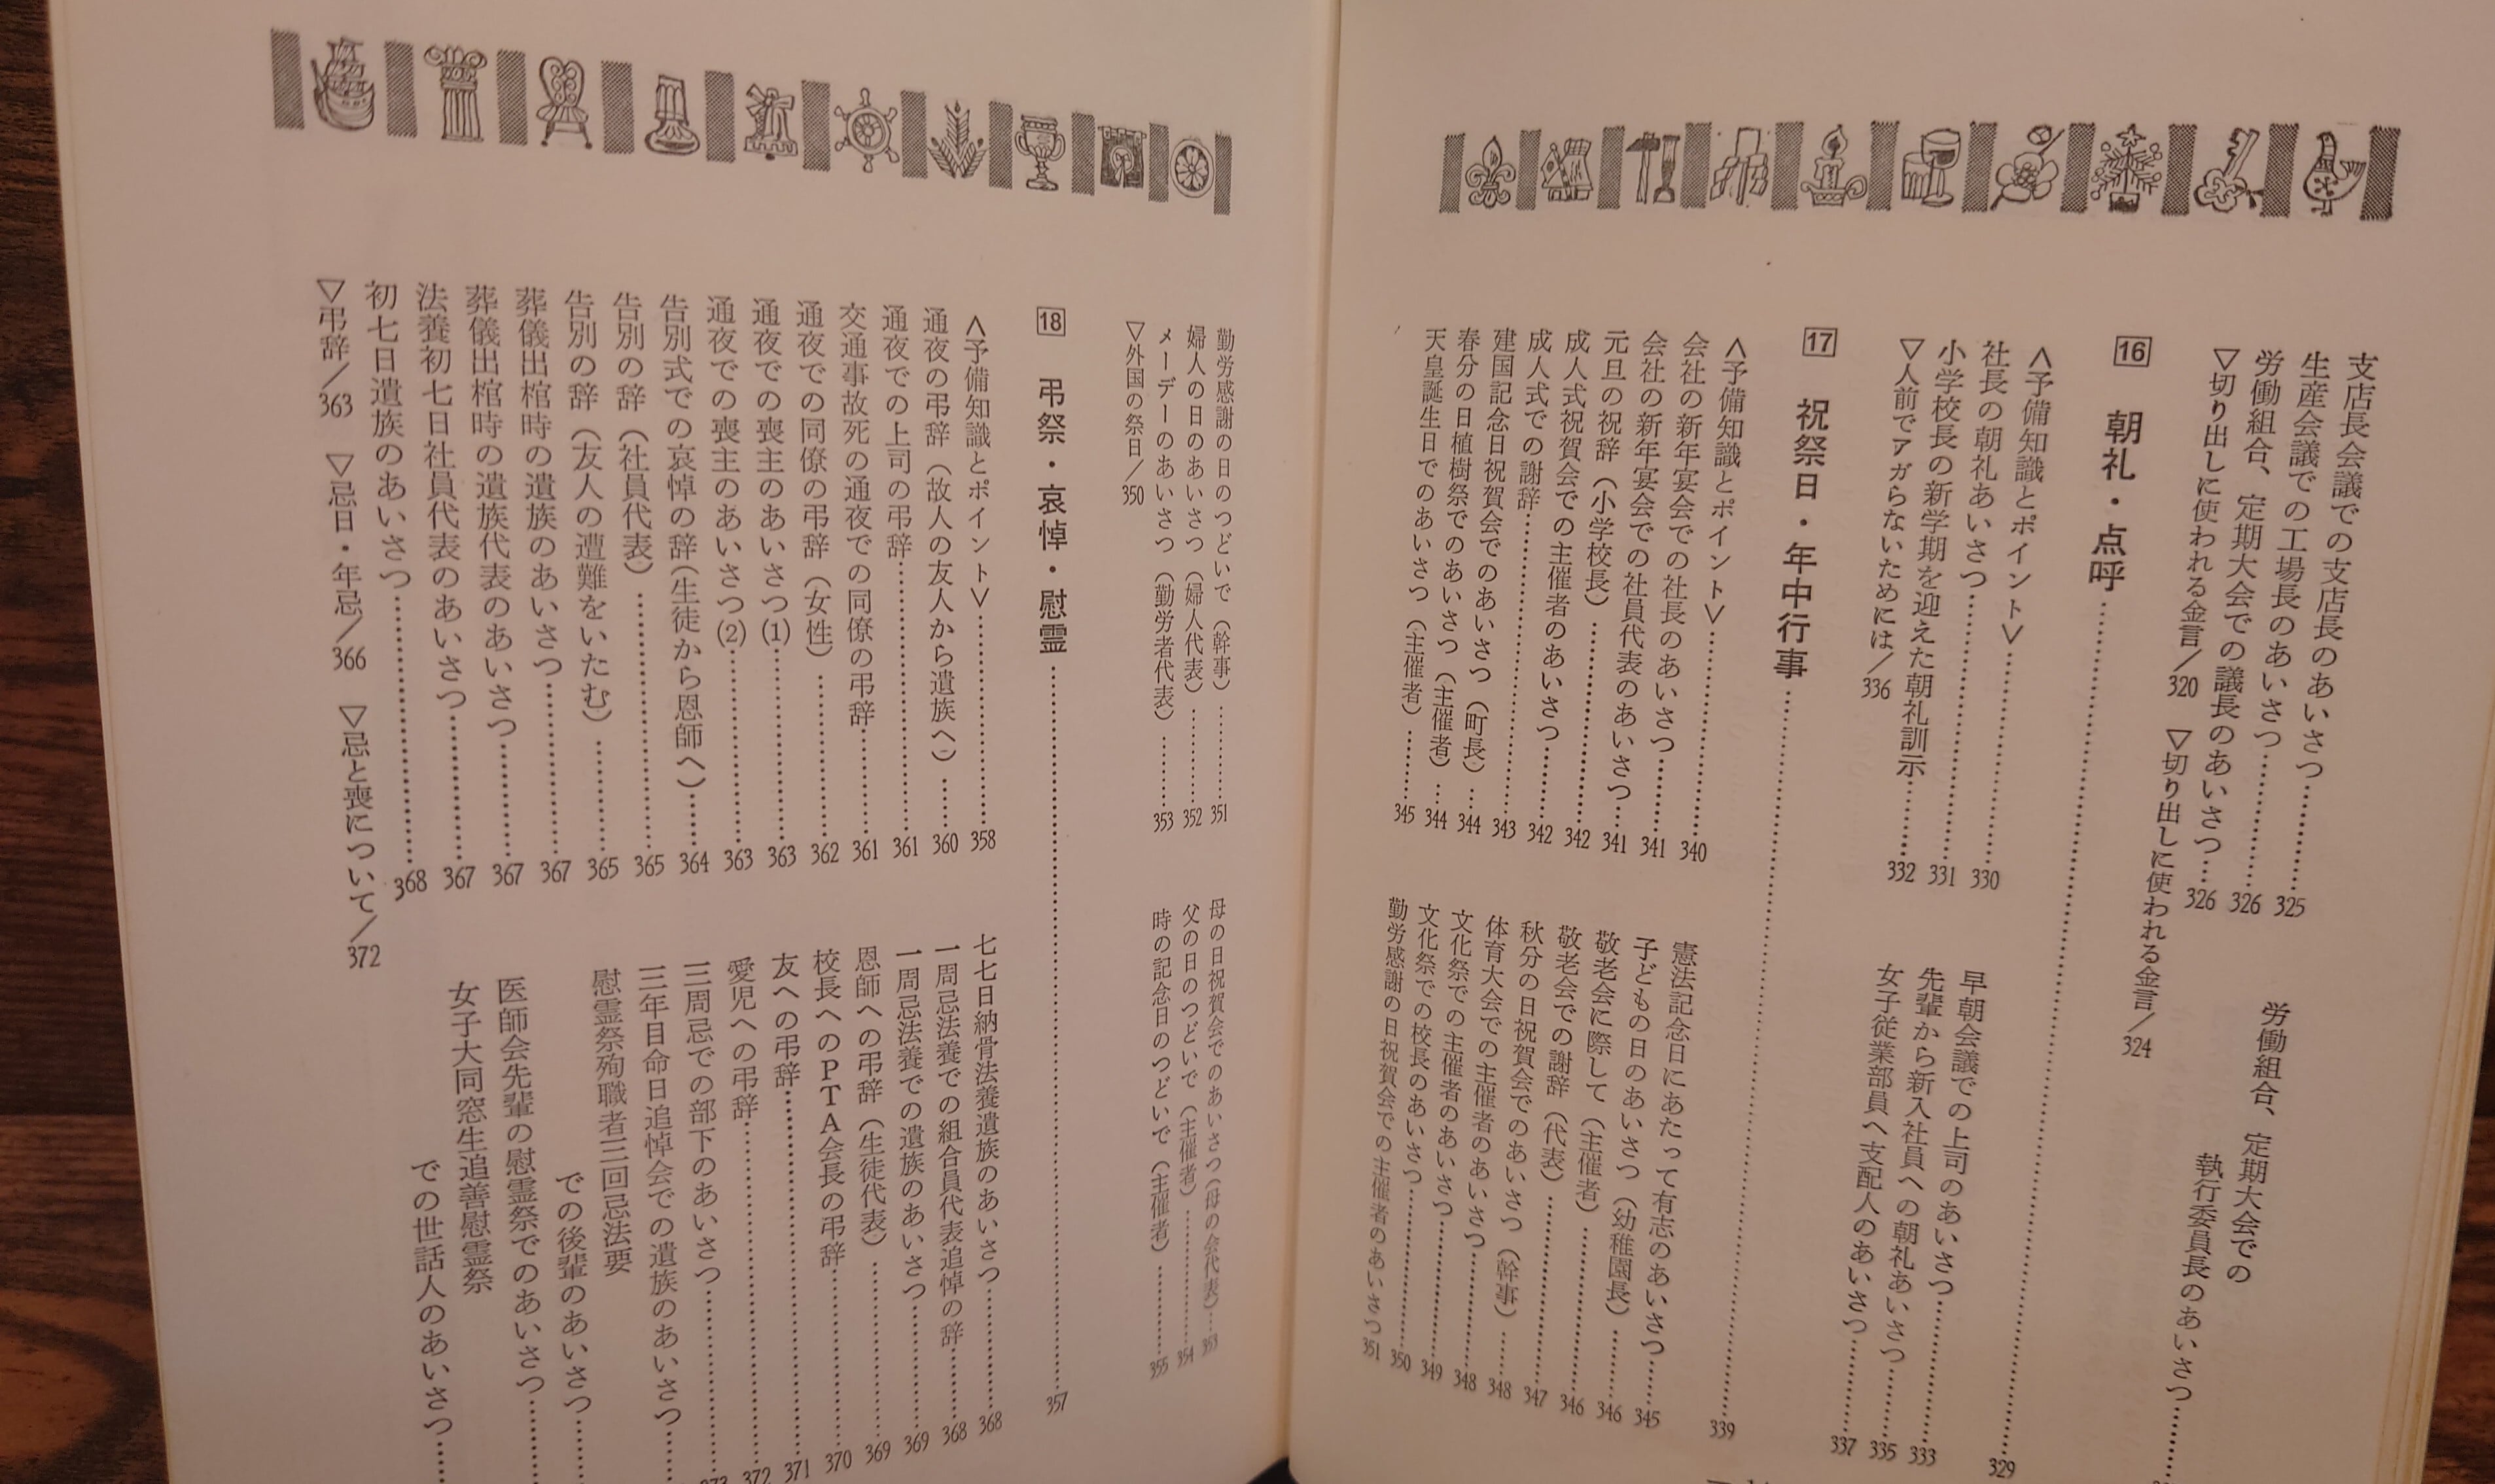 支店長会議での支店長のあいさつ……325
生産会議での工場長のあいさつ……326
労働組合、定期大会での議長のあいさつ……326
▽切り出しに使われる金言／320 ▽切り出しに使われる金言／324
労働組合、定期大会での
執行委員長のあいさつ……
16 朝礼・点呼……329
＜予備知識とポイント＞……330
社長の朝礼あいさつ……331
小学校長の新学期を迎えた朝礼訓示……332
▽人前でアガらないためには／336
早朝会議での上司のあいさつ……333
先輩から新入社員への朝礼あいさつ……335
女子従業部員へ支配人のあいさつ……337
17 祝祭日・年中行事……339
＜予備知識とポイント＞……340
会社の新年宴会での社長のあいさつ……341
会社の新年宴会での社員代表のあいさつ……341
元旦の祝辞（小学校長）……342
成人式祝賀会での主催者のあいさつ……342
成人式での謝辞……343
建国記念日祝賀会でのあいさつ（町長）……344
春分の日植樹祭でのあいさつ（主催者）……344
天皇誕生日でのあいさつ（主催者）……345
憲法記念日にあたって有志のあいさつ……345
子どもの日のあいさつ（幼稚園長）……346
敬老会に際して（主催者）……346
敬老会での謝辞（代表）……347
秋分の日祝賀会でのあいさつ（幹事）……348
体育大会での主催者のあいさつ……348
文化祭での主催者のあいさつ……349
文化祭での校長のあいさつ……350
勤労感謝の日祝賀会での主催者のあいさつ……351
勤労感謝の日のつどいで（幹事）……351
婦人の日のあいさつ（婦人代表）……352
メーデーのあいさつ（勤労者代表）……353
▽外国の祭日／350
母の日祝賀会でのあいさつ（母の会代表）……353
父の日のつどいで（主催者）……354
時の記念日のつどいで（主催者）……355
18 弔祭・哀悼・慰霊……357
＜予備知識とポイント＞……358
通夜の弔辞（故人の友人から遺族へ）……360
通夜での上司の弔辞……361
交通事故死の通夜での同僚の弔辞……361
通夜での同僚の弔辞（女性）……362
通夜での喪主のあいさつ(1)……363
通夜での喪主のあいさつ(2)……363
告別式での哀悼の辞（生徒から恩師へ）……364
告別の辞（社員代表）……365
告別の辞（友人の遭難をいたむ）……365
葬儀出棺時の遺族のあいさつ……367
葬儀出棺時の遺族代表のあいさつ……367
法養初七日社員代表のあいさつ……367
初七日遺族のあいさつ……368
▽弔辞／363 ▽忌日・年忌／366 ▽忌と喪について／372
七七日納骨法養遺族のあいさつ……368
一周忌法養での組合員代表追悼の辞……368
一周忌法養での遺族のあいさつ……369
恩師への弔辞（生徒代表）……369
校長へのPTA会長の弔辞……370
友への弔辞……371
愛児への弔辞……372
三周忌での部下のあいさつ……373
三年目命日追悼会での遺族のあいさつ……
慰霊祭殉職者三回忌法要
での後輩のあいさつ……
医師会先輩の慰霊祭でのあいさつ……
女子大同窓生追善慰霊祭
での世話人のあいさつ……